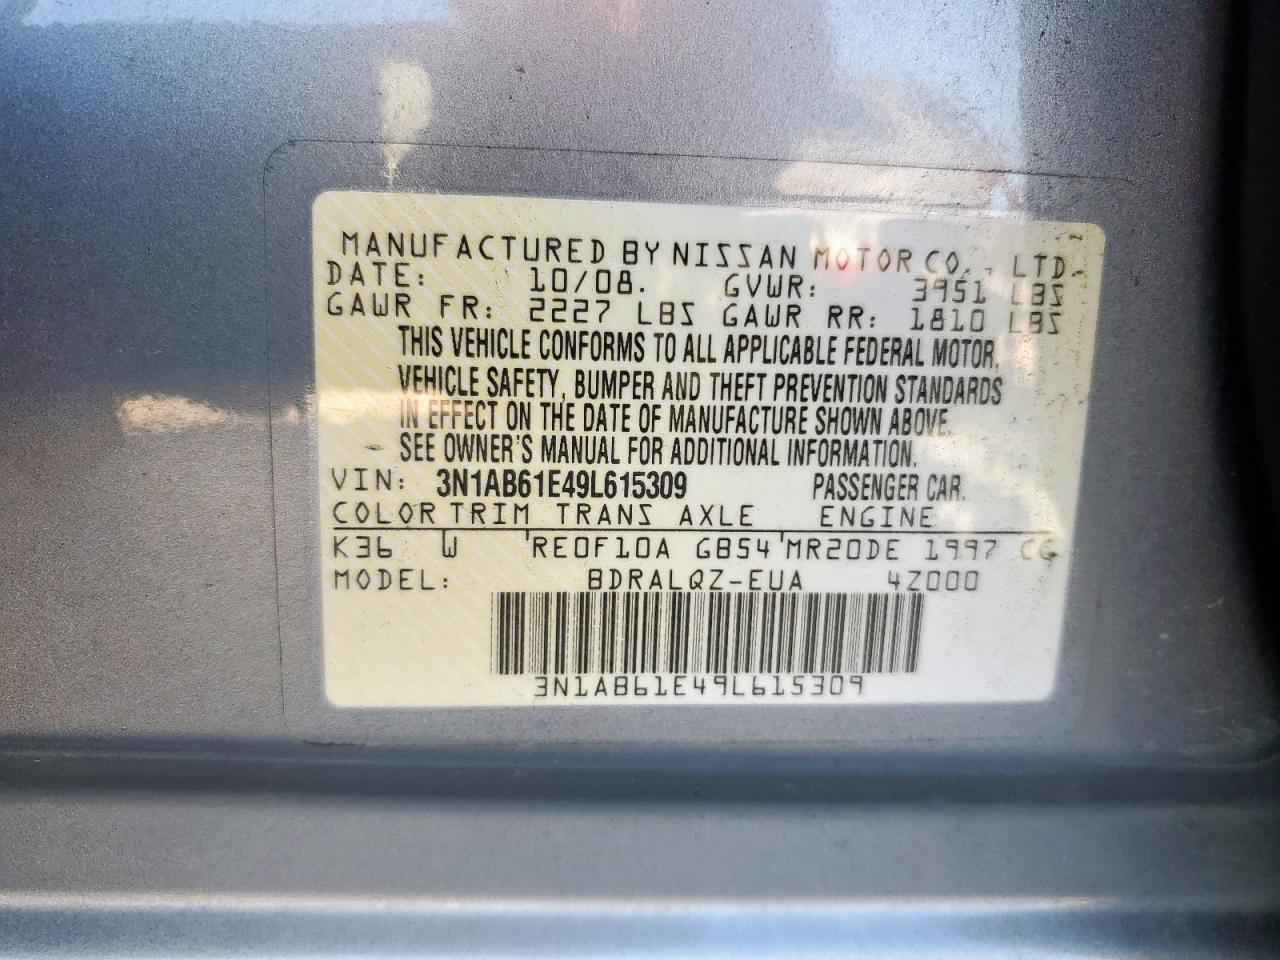 MANUFACTURED BY NISSAN MOTOR CO., LTD.
DATE: 10/08. GVWR: 3951 LBS
GAWR FR: 2227 LBS GAWR RR: 1810 LBS
THIS VEHICLE CONFORMS TO ALL APPLICABLE FEDERAL MOTOR,
VEHICLE SAFETY, BUMPER AND THEFT PREVENTION STANDARDS
IN EFFECT ON THE DATE OF MANUFACTURE SHOWN ABOVE.
SEE OWNER'S MANUAL FOR ADDITIONAL INFORMATION.
VIN: 3N1AB61E49L615309 PASSENGER CAR.
COLOR TRIM TRANS AXLE ENGINE
K36 W 'RE0F10A GB54'MR20DE 1997 CG
MODEL: BDRALQZ-EUA 4Z000
3N1AB61E49L615309